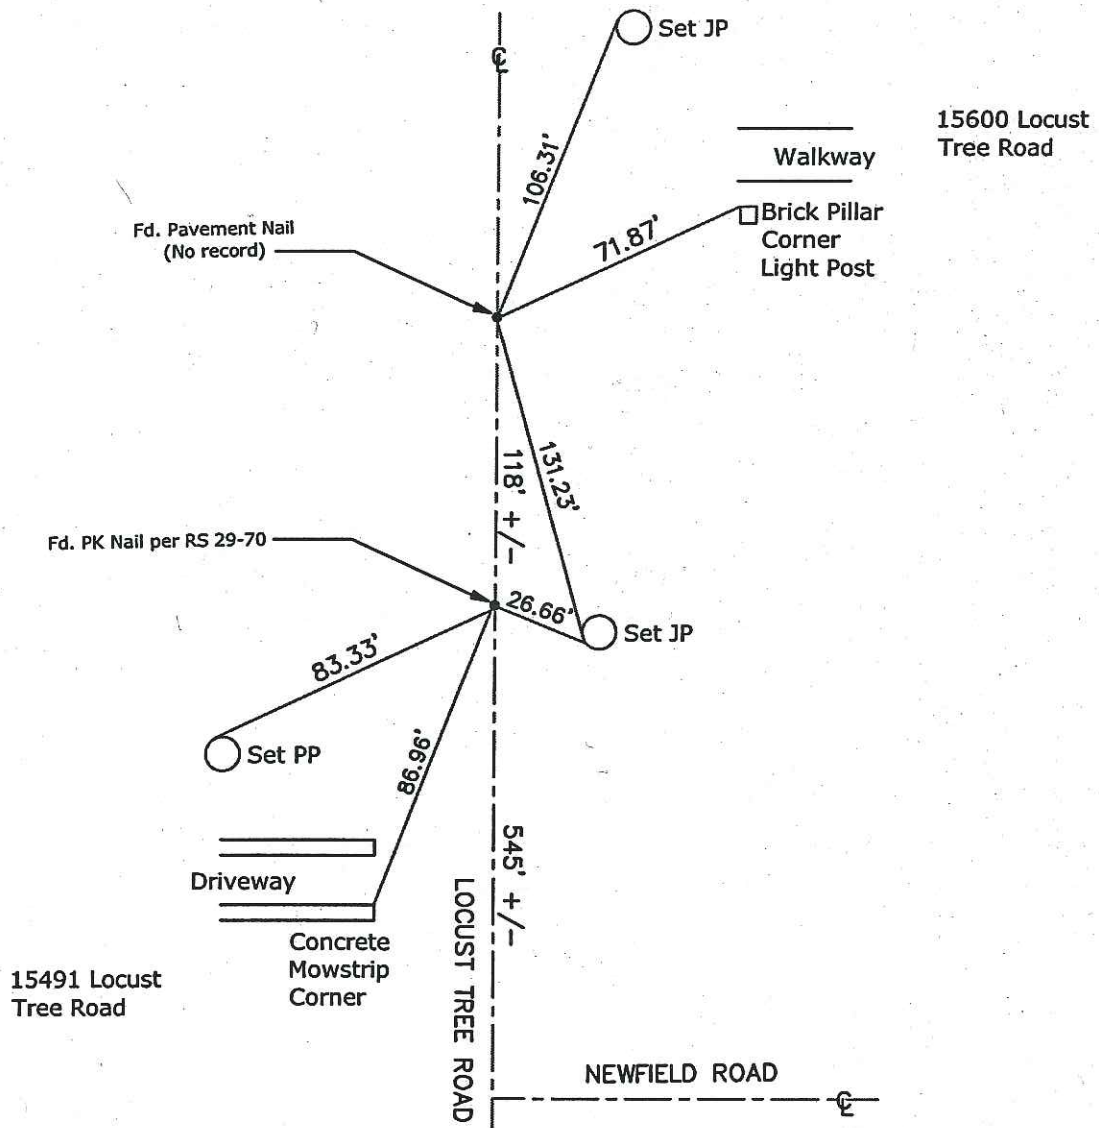 ℄
Set JP
15600 Locust
Tree Road
Walkway
106.31'
Brick Pillar
Corner
Light Post
71.87'
Fd. Pavement Nail
(No record)
118' +/-
131.23'
Fd. PK Nail per RS 29-70
26.66'
Set JP
83.33'
Set PP
86.96'
545' +/-
Driveway
LOCUST TREE ROAD
Concrete
Mowstrip
Corner
15491 Locust
Tree Road
NEWFIELD ROAD
℄